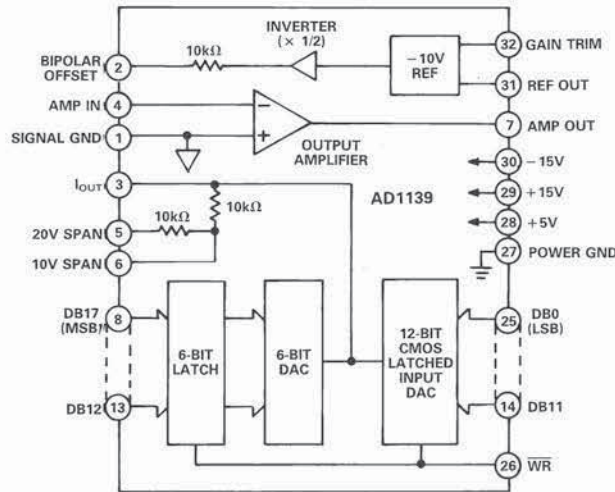 INVERTER
(× 1/2)
BIPOLAR
OFFSET
2
10kΩ
−10V
REF
32
GAIN TRIM
31
REF OUT
AMP IN
4
−
SIGNAL GND
1
+
OUTPUT
AMPLIFIER
7
AMP OUT
30
−15V
IOUT
3
AD1139
29
+15V
10kΩ
20V SPAN
5
10kΩ
28
+5V
10V SPAN
6
27
POWER GND
DB17
(MSB)
8
6-BIT
LATCH
6-BIT
DAC
12-BIT
CMOS
LATCHED
INPUT
DAC
25
DB0
(LSB)
DB12
13
14
DB11
26
WR